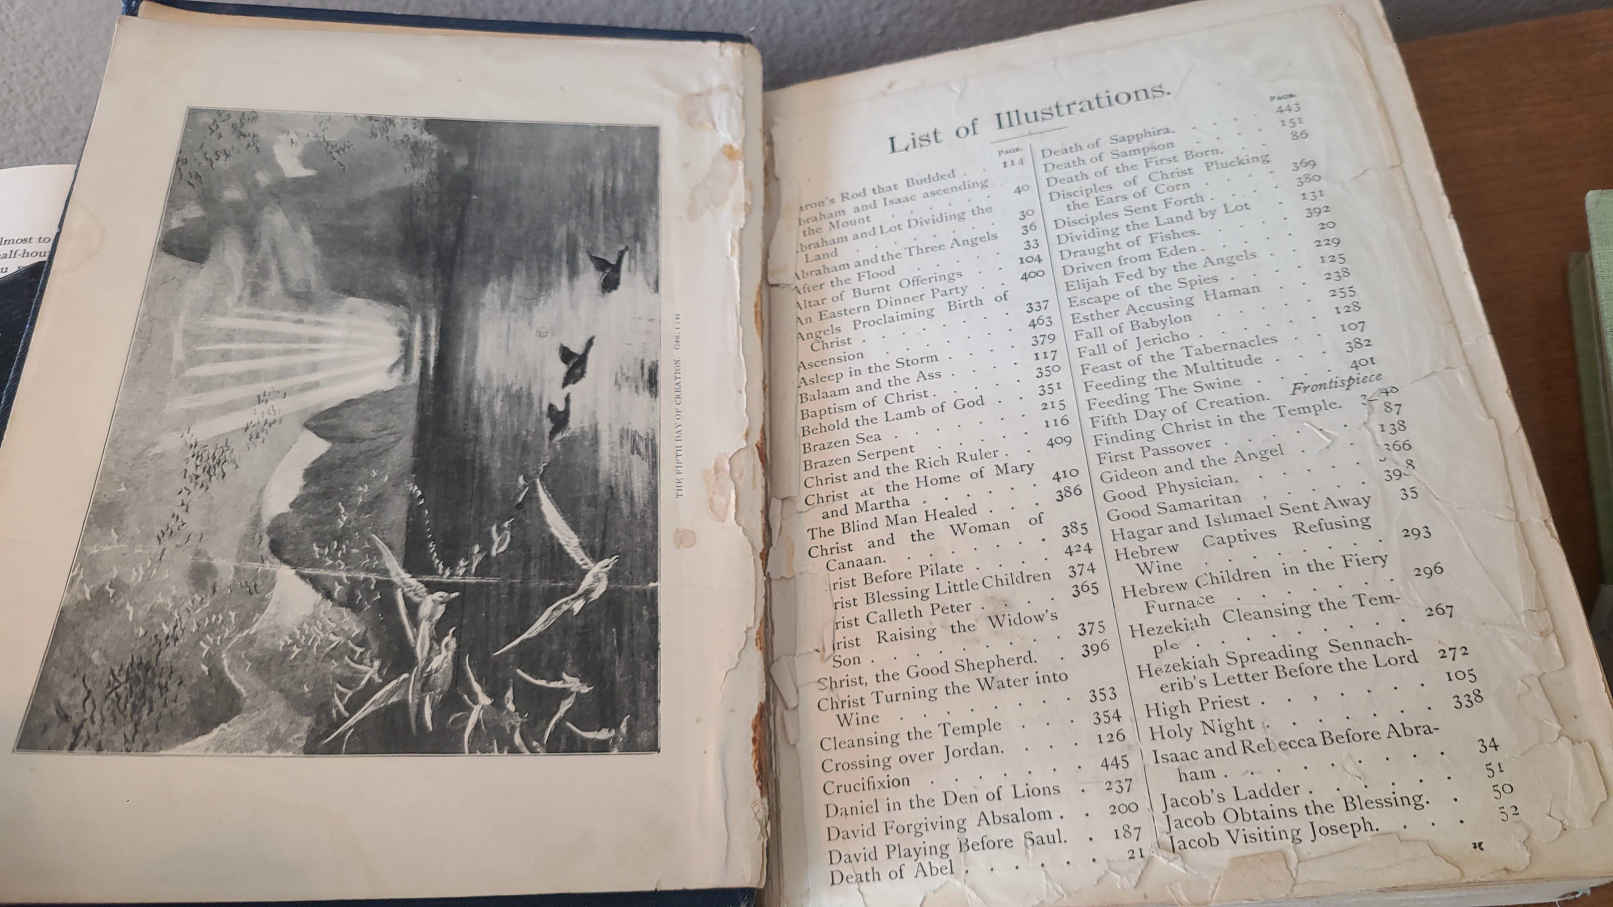 lmost to
half-hou
THE FIFTH DAY OF CREATION.
List of Illustrations.
PAGE.
aron's Rod that Budded . . 114
braham and Isaac ascending
the Mount . . . . . . 40
braham and Lot Dividing the
Land . . . . . . . 30
Abraham and the Three Angels 36
After the Flood . . . . . 33
Altar of Burnt Offerings . . 104
An Eastern Dinner Party . . 400
Angels Proclaiming Birth of
Christ . . . . . . . 337
Ascension . . . . . . 463
Asleep in the Storm . . . . 379
Balaam and the Ass . . . . 117
Baptism of Christ . . . . . 350
Behold the Lamb of God . . 351
Brazen Sea . . . . . . 215
Brazen Serpent . . . . . 116
Christ and the Rich Ruler . . 409
Christ at the Home of Mary
and Martha . . . . . . 410
The Blind Man Healed . . . 386
Christ and the Woman of
Canaan. . . . . . . . 385
rist Before Pilate . . . . . 424
rist Blessing Little Children 374
rist Calleth Peter . . . . . 365
rist Raising the Widow's
Son . . . . . . . . 375
Christ, the Good Shepherd. . 396
Christ Turning the Water into
Wine . . . . . . . 353
Cleansing the Temple . . . 354
Crossing over Jordan. . . . 126
Crucifixion . . . . . . . 445
Daniel in the Den of Lions . 237
David Forgiving Absalom . . 200
David Playing Before Saul. . 187
Death of Abel . . . . . . 21
PAGE.
Death of Sapphira. . . . . 443
Death of Sampson . . . . 151
Death of the First Born. . . 86
Disciples of Christ Plucking
the Ears of Corn . . . . 369
Disciples Sent Forth . . . . 380
Dividing the Land by Lot . . 131
Draught of Fishes. . . . . 392
Driven from Eden . . . . . 20
Elijah Fed by the Angels . . 229
Escape of the Spies . . . . 125
Esther Accusing Haman . . 238
Fall of Babylon . . . . . 255
Fall of Jericho . . . . . . 128
Feast of the Tabernacles . . 107
Feeding the Multitude . . . 382
Feeding The Swine . . . . 401
Fifth Day of Creation. Frontispiece
Finding Christ in the Temple.
First Passover . . . . . . 87
Gideon and the Angel . . . 138
Good Physician. . . . . . 366
Good Samaritan . . . . . 398
Hagar and Ishmael Sent Away 35
Hebrew Captives Refusing
Wine . . . . . . . . 293
Hebrew Children in the Fiery
Furnace . . . . . . . 296
Hezekiah Cleansing the Tem-
ple . . . . . . . . . 267
Hezekiah Spreading Sennach-
erib's Letter Before the Lord 272
High Priest . . . . . . . 105
Holy Night . . . . . . . 338
Isaac and Rebecca Before Abra-
ham . . . . . . . . . 34
Jacob's Ladder . . . . . . 51
Jacob Obtains the Blessing. . 50
Jacob Visiting Joseph. . . . 52